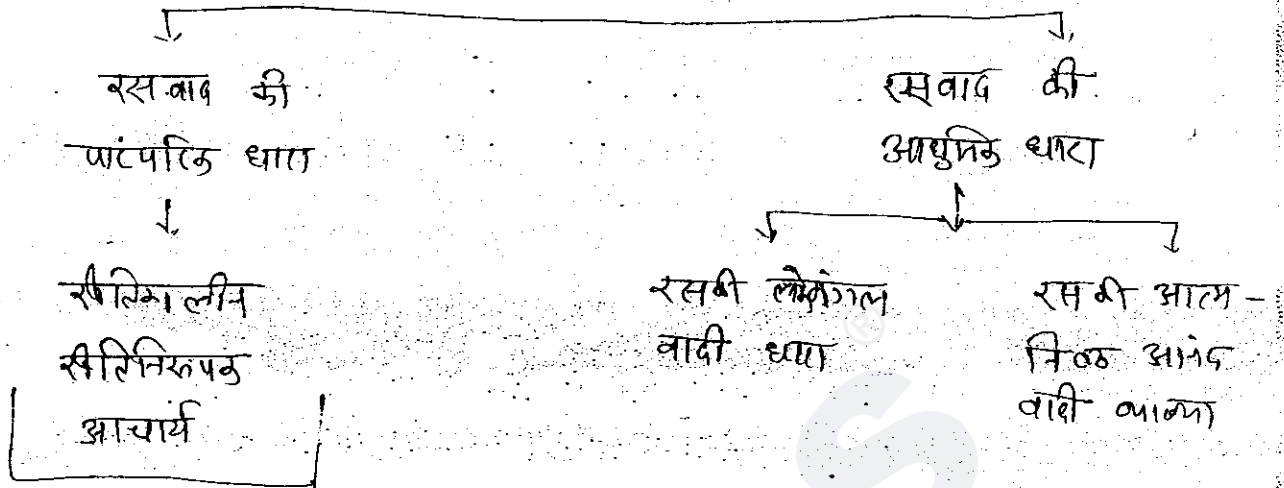 रसवाद की
पारंपरिक धारा
रीतिकालीन
रीतिनिरूपक
आचार्य
रसवाद की
आधुनिक धारा
रस की लोकमंगल
वादी धारा
रस की आत्म -
निष्ठ आनंद
वादी व्याख्या